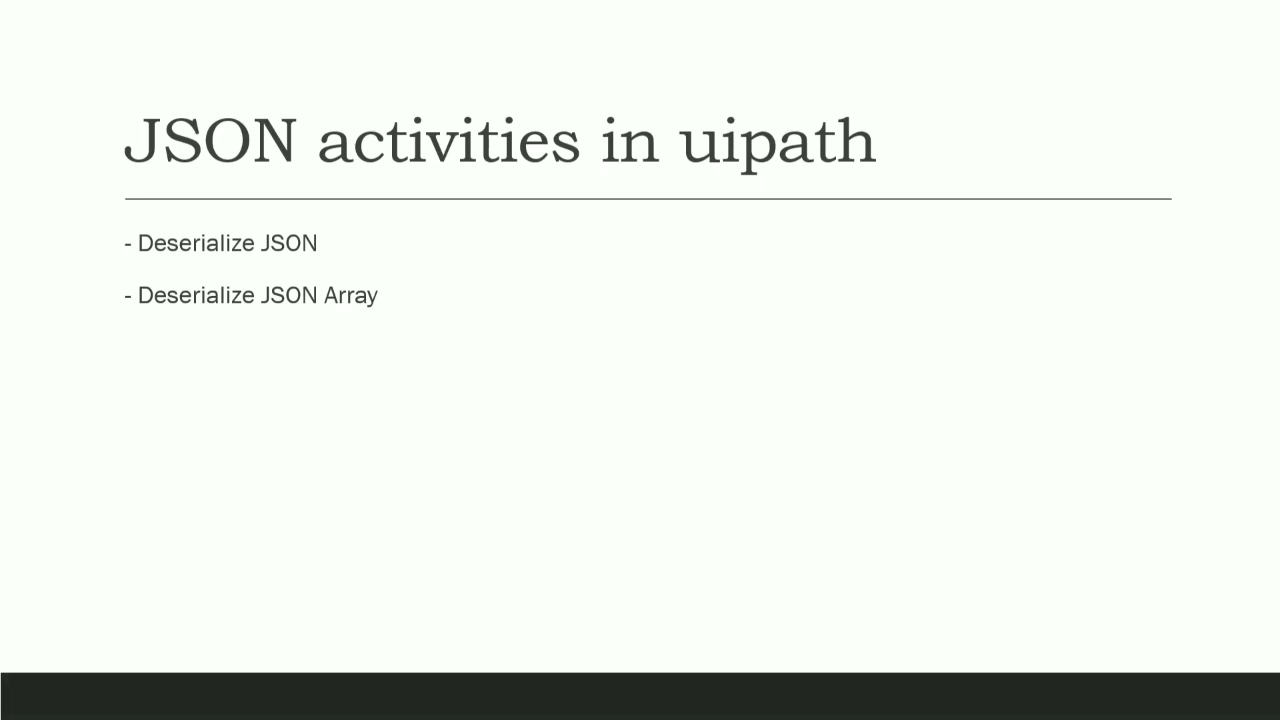 JSON activities in uipath
- Deserialize JSON
- Deserialize JSON Array